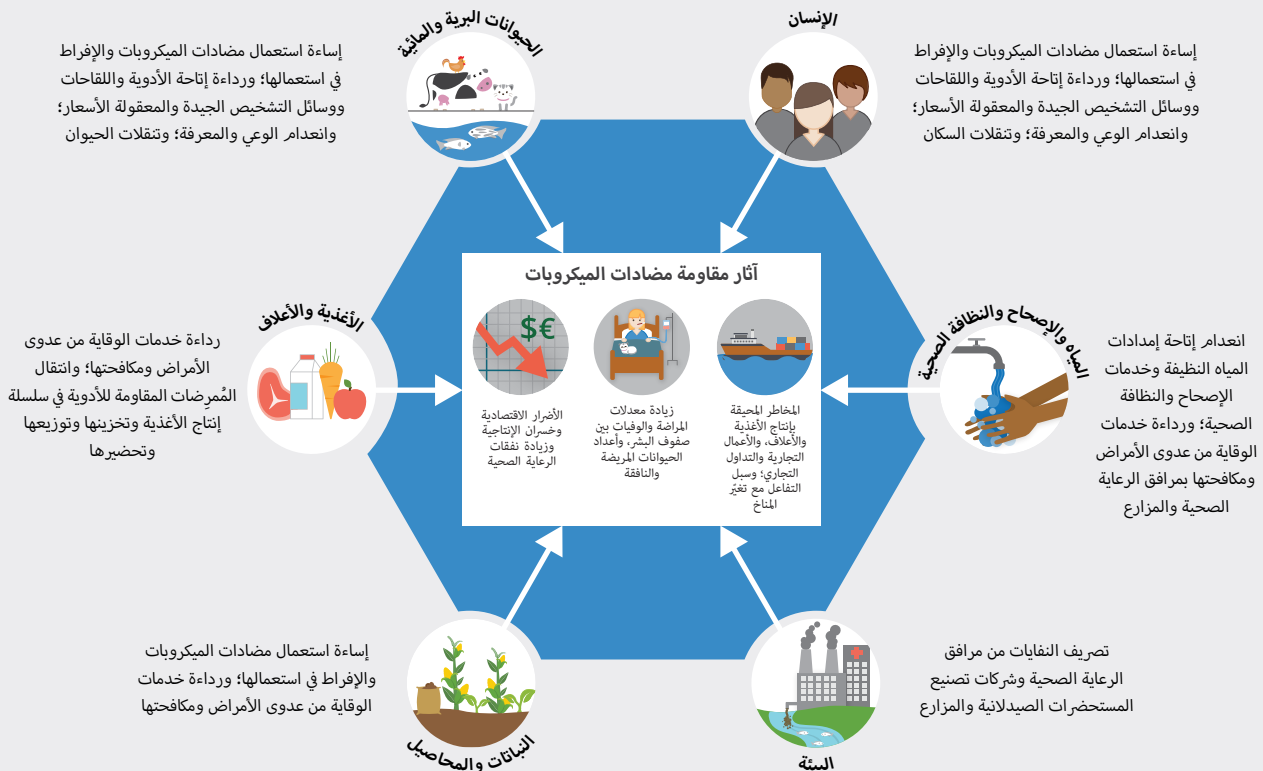 الإنسان
إساءة استعمال مضادات الميكروبات والإفراط
في استعمالها؛ ورداءة إتاحة الأدوية واللقاحات
ووسائل التشخيص الجيدة والمعقولة الأسعار؛
وانعدام الوعي والمعرفة؛ وتنقلات السكان
الحيوانات البرية والمائية
إساءة استعمال مضادات الميكروبات والإفراط
في استعمالها؛ ورداءة إتاحة الأدوية واللقاحات
ووسائل التشخيص الجيدة والمعقولة الأسعار؛
وانعدام الوعي والمعرفة؛ وتنقلات الحيوان
المياه والإصحاح والنظافة الصحية
انعدام إتاحة إمدادات
المياه النظيفة وخدمات
الإصحاح والنظافة
الصحية؛ ورداءة خدمات
الوقاية من عدوى الأمراض
ومكافحتها بمرافق الرعاية
الصحية والمزارع
آثار مقاومة مضادات الميكروبات
المخاطر المحيقة
بإنتاج الأغذية
والأعلاف، والأعمال
التجارية والتداول
التجاري؛ وسبل
التفاعل مع تغيّر
المناخ
زيادة معدلات
المراضة والوفيات بين
صفوف البشر، وأعداد
الحيوانات المريضة
والنافقة
$€
الأضرار الاقتصادية
وخسران الإنتاجية
وزيادة نفقات
الرعاية الصحية
الأغذية والأعلاف
رداءة خدمات الوقاية من عدوى
الأمراض ومكافحتها؛ وانتقال
المُمرِضات المقاومة للأدوية في سلسلة
إنتاج الأغذية وتخزينها وتوزيعها
وتحضيرها
البيئة
تصريف النفايات من مرافق
الرعاية الصحية وشركات تصنيع
المستحضرات الصيدلانية والمزارع
النباتات والمحاصيل
إساءة استعمال مضادات الميكروبات
والإفراط في استعمالها؛ ورداءة خدمات
الوقاية من عدوى الأمراض ومكافحتها